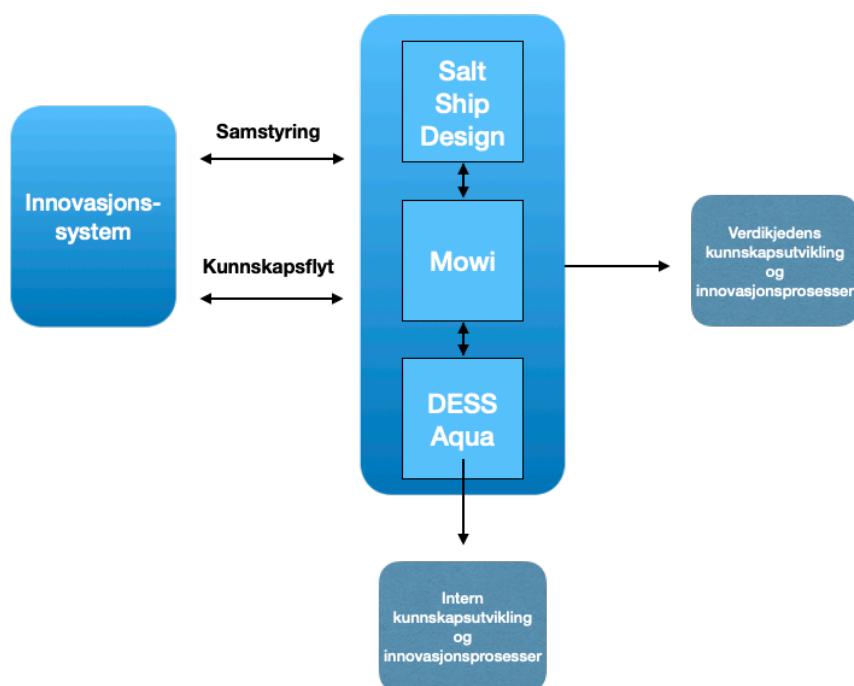 Salt
Ship
Design
Samstyring
Innovasjons-
system
Kunnskapsflyt
Mowi
Verdikjedens
kunnskapsutvikling
og
innovasjonsprosesser
DESS
Aqua
Intern
kunnskapsutvikling
og
innovasjonsprosesser